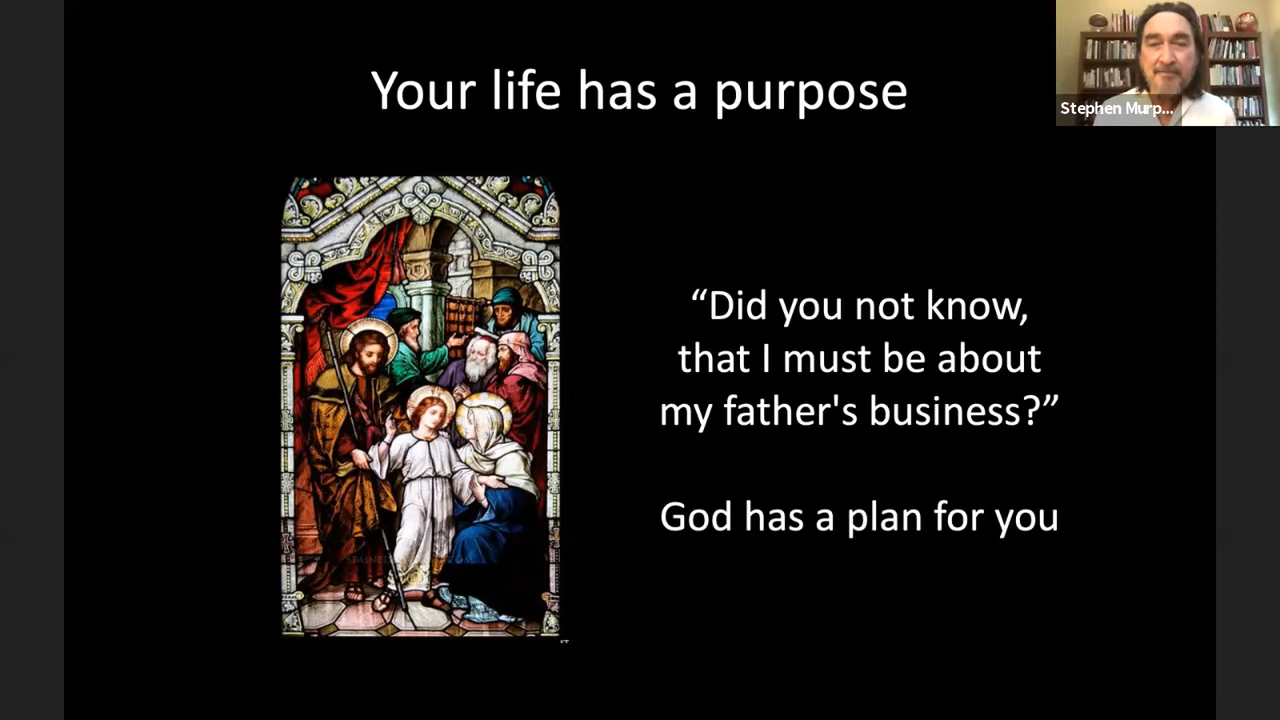 Your life has a purpose
Stephen Murp...
“Did you not know,
that I must be about
my father's business?”
God has a plan for you